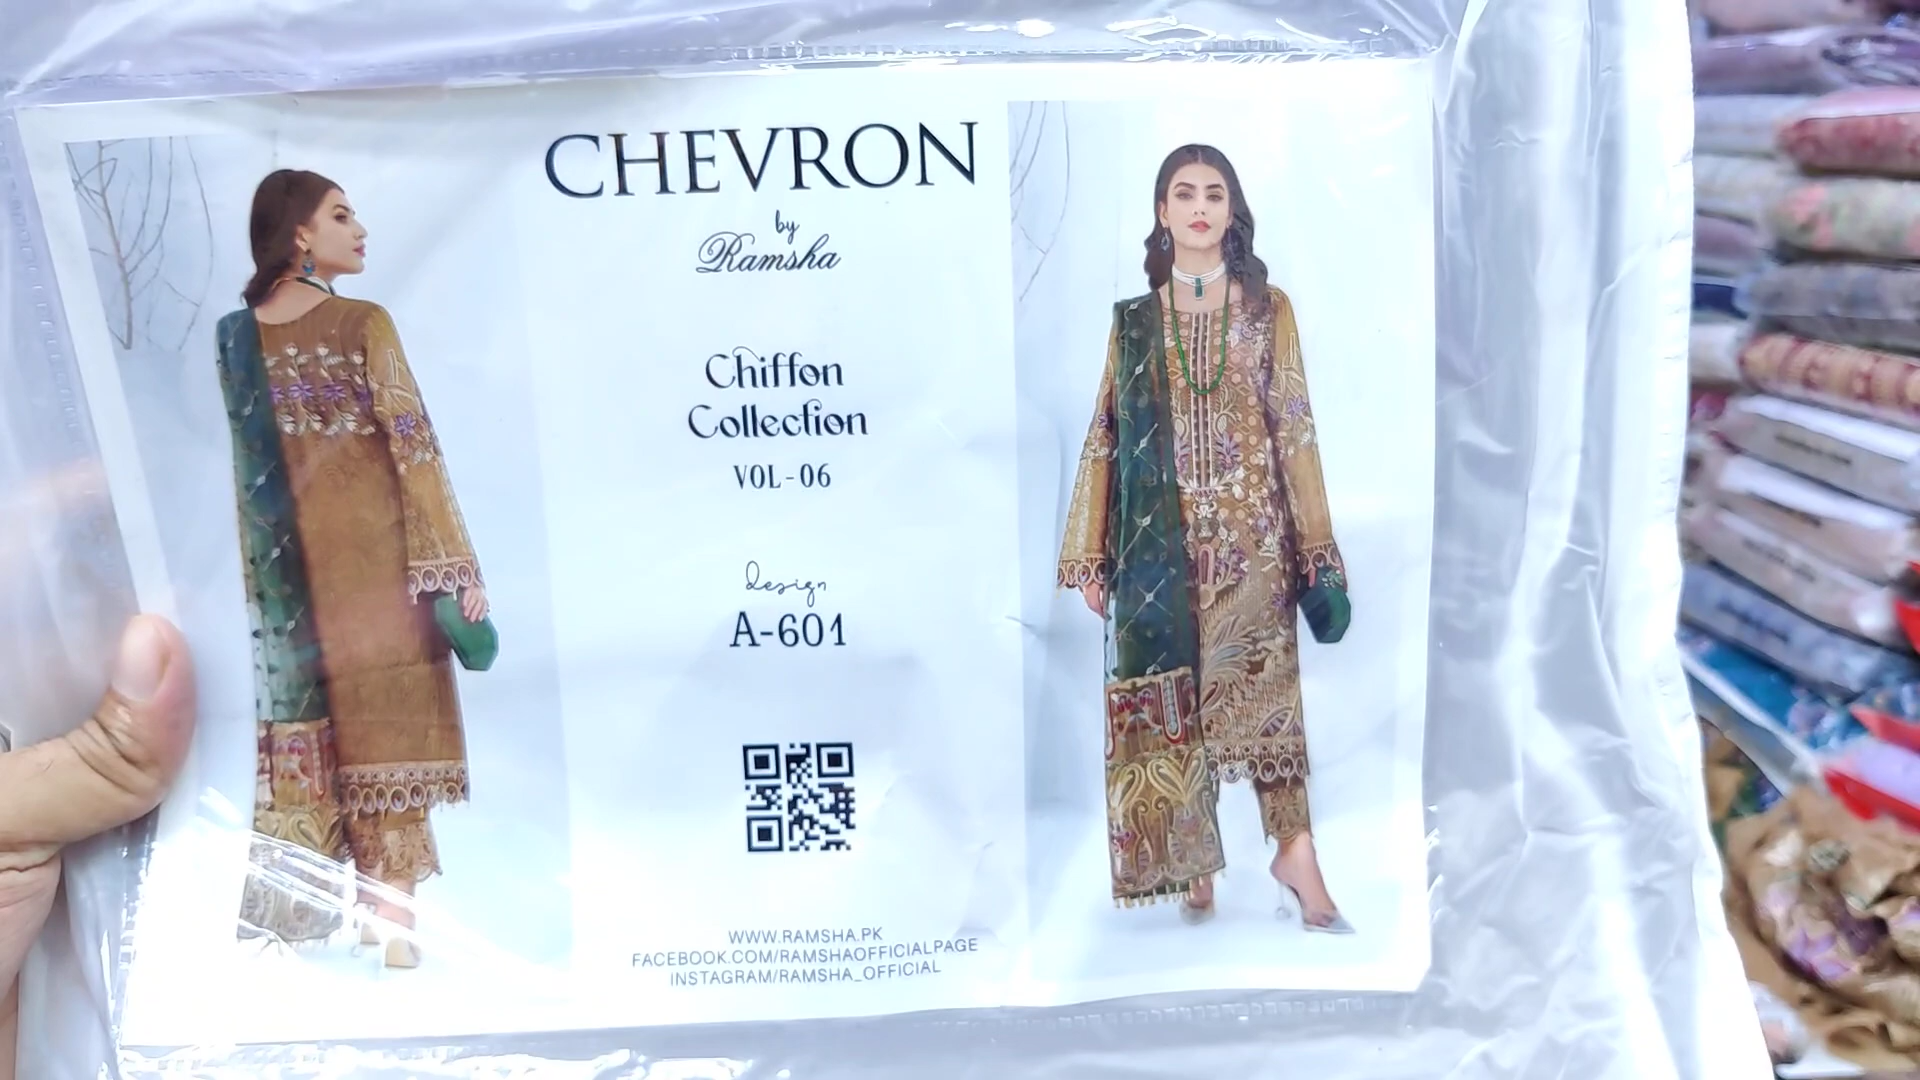 CHEVRON
by
Ramsha
Chiffon
Collection
VOL-06
design
A-601
WWW.RAMSHA.PK
FACEBOOK.COM/RAMSHAOFFICIALPAGE
INSTAGRAM/RAMSHA_OFFICIAL